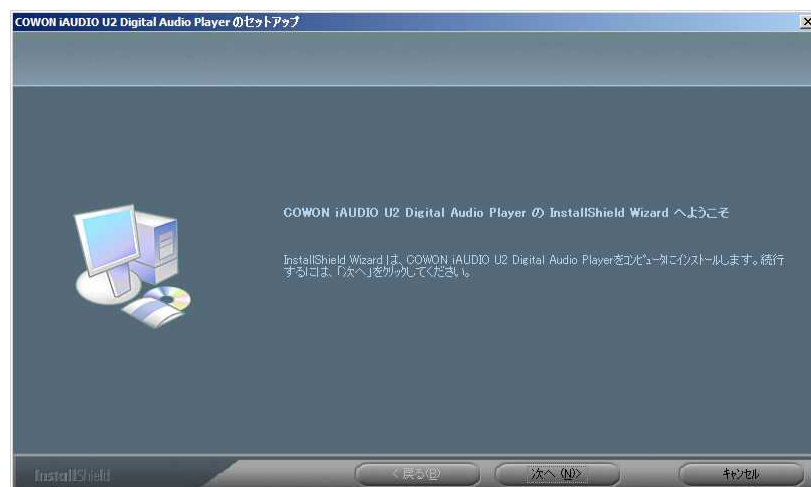 COWON iAUDIO U2 Digital Audio Player のセットアップ
COWON iAUDIO U2 Digital Audio Player の InstallShield Wizard へようこそ
InstallShield Wizard は、COWON iAUDIO U2 Digital Audio Playerをコンピュータにインストールします。続行
するには、「次へ」をクリックしてください。
InstallShield
< 戻る(B)
次へ (N)>
キャンセル